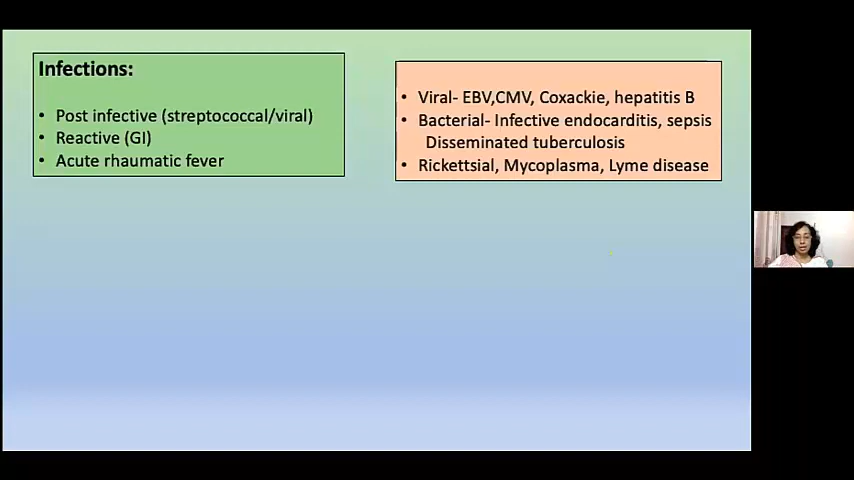 Infections:
• Post infective (streptococcal/viral)
• Reactive (GI)
• Acute rhaumatic fever
• Viral- EBV,CMV, Coxackie, hepatitis B
• Bacterial- Infective endocarditis, sepsis
Disseminated tuberculosis
• Rickettsial, Mycoplasma, Lyme disease